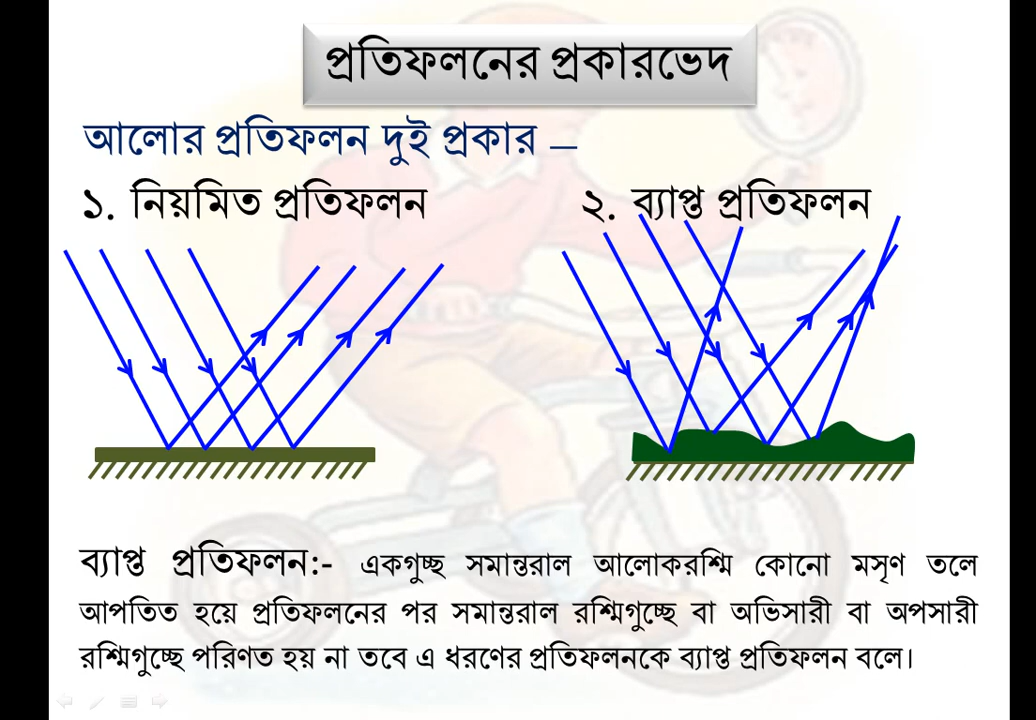 প্রতিফলনের প্রকারভেদ
আলোর প্রতিফলন দুই প্রকার –
১. নিয়মিত প্রতিফলন
২. ব্যাপ্ত প্রতিফলন
ব্যাপ্ত প্রতিফলন:- একগুচ্ছ সমান্তরাল আলোকরশ্মি কোনো মসৃণ তলে
আপতিত হয়ে প্রতিফলনের পর সমান্তরাল রশ্মিগুচ্ছে বা অভিসারী বা অপসারী
রশ্মিগুচ্ছে পরিণত হয় না তবে এ ধরণের প্রতিফলনকে ব্যাপ্ত প্রতিফলন বলে।